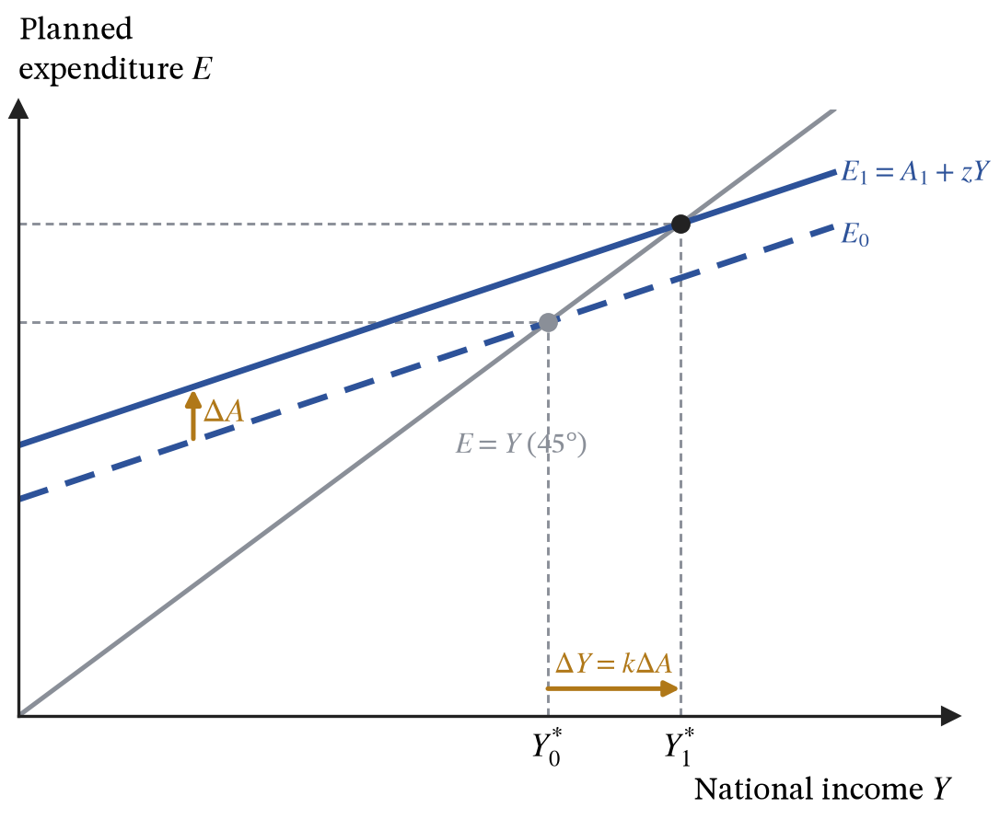 Planned
expenditure E
E₁ = A₁ + zY
E₀
ΔA
E = Y (45°)
ΔY = kΔA
Y₀*
Y₁*
National income Y